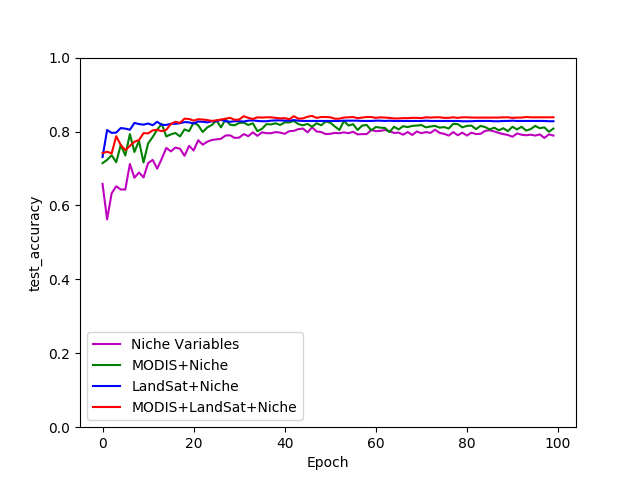 1.0
0.8
0.6
0.4
0.2
0.0
test_accuracy
Niche Variables
MODIS+Niche
LandSat+Niche
MODIS+LandSat+Niche
0 20 40 60 80 100
Epoch